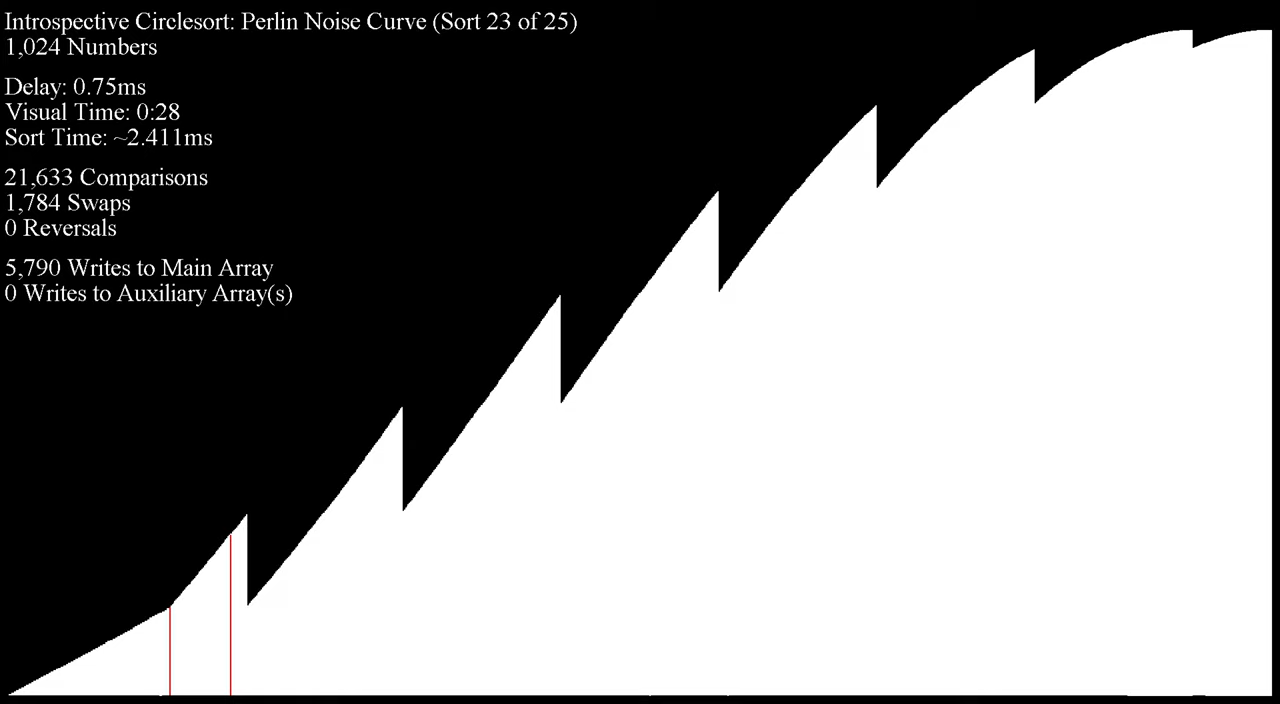 Introspective Circlesort: Perlin Noise Curve (Sort 23 of 25)
1,024 Numbers
Delay: 0.75ms
Visual Time: 0:28
Sort Time: ~2.411ms
21,633 Comparisons
1,784 Swaps
0 Reversals
5,790 Writes to Main Array
0 Writes to Auxiliary Array(s)